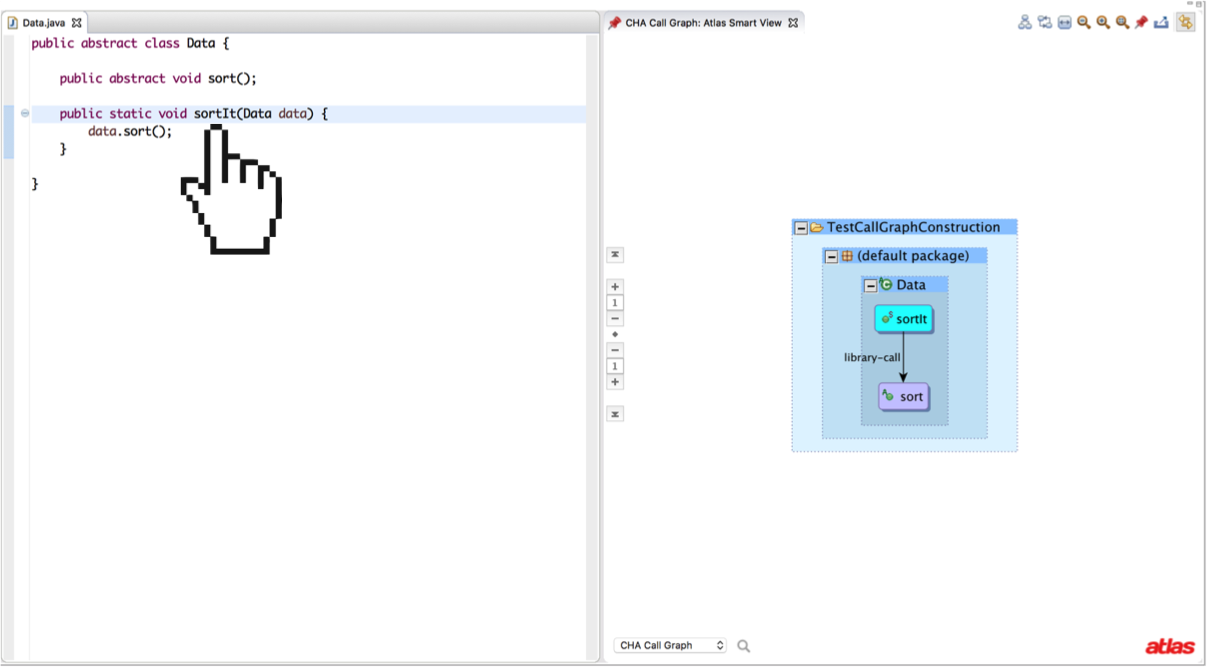 Data.java
public abstract class Data {
public abstract void sort();
public static void sortIt(Data data) {
data.sort();
}
}
CHA Call Graph: Atlas Smart View
TestCallGraphConstruction
(default package)
Data
sortIt
library-call
sort
+
1
−
−
1
+
CHA Call Graph
atlas